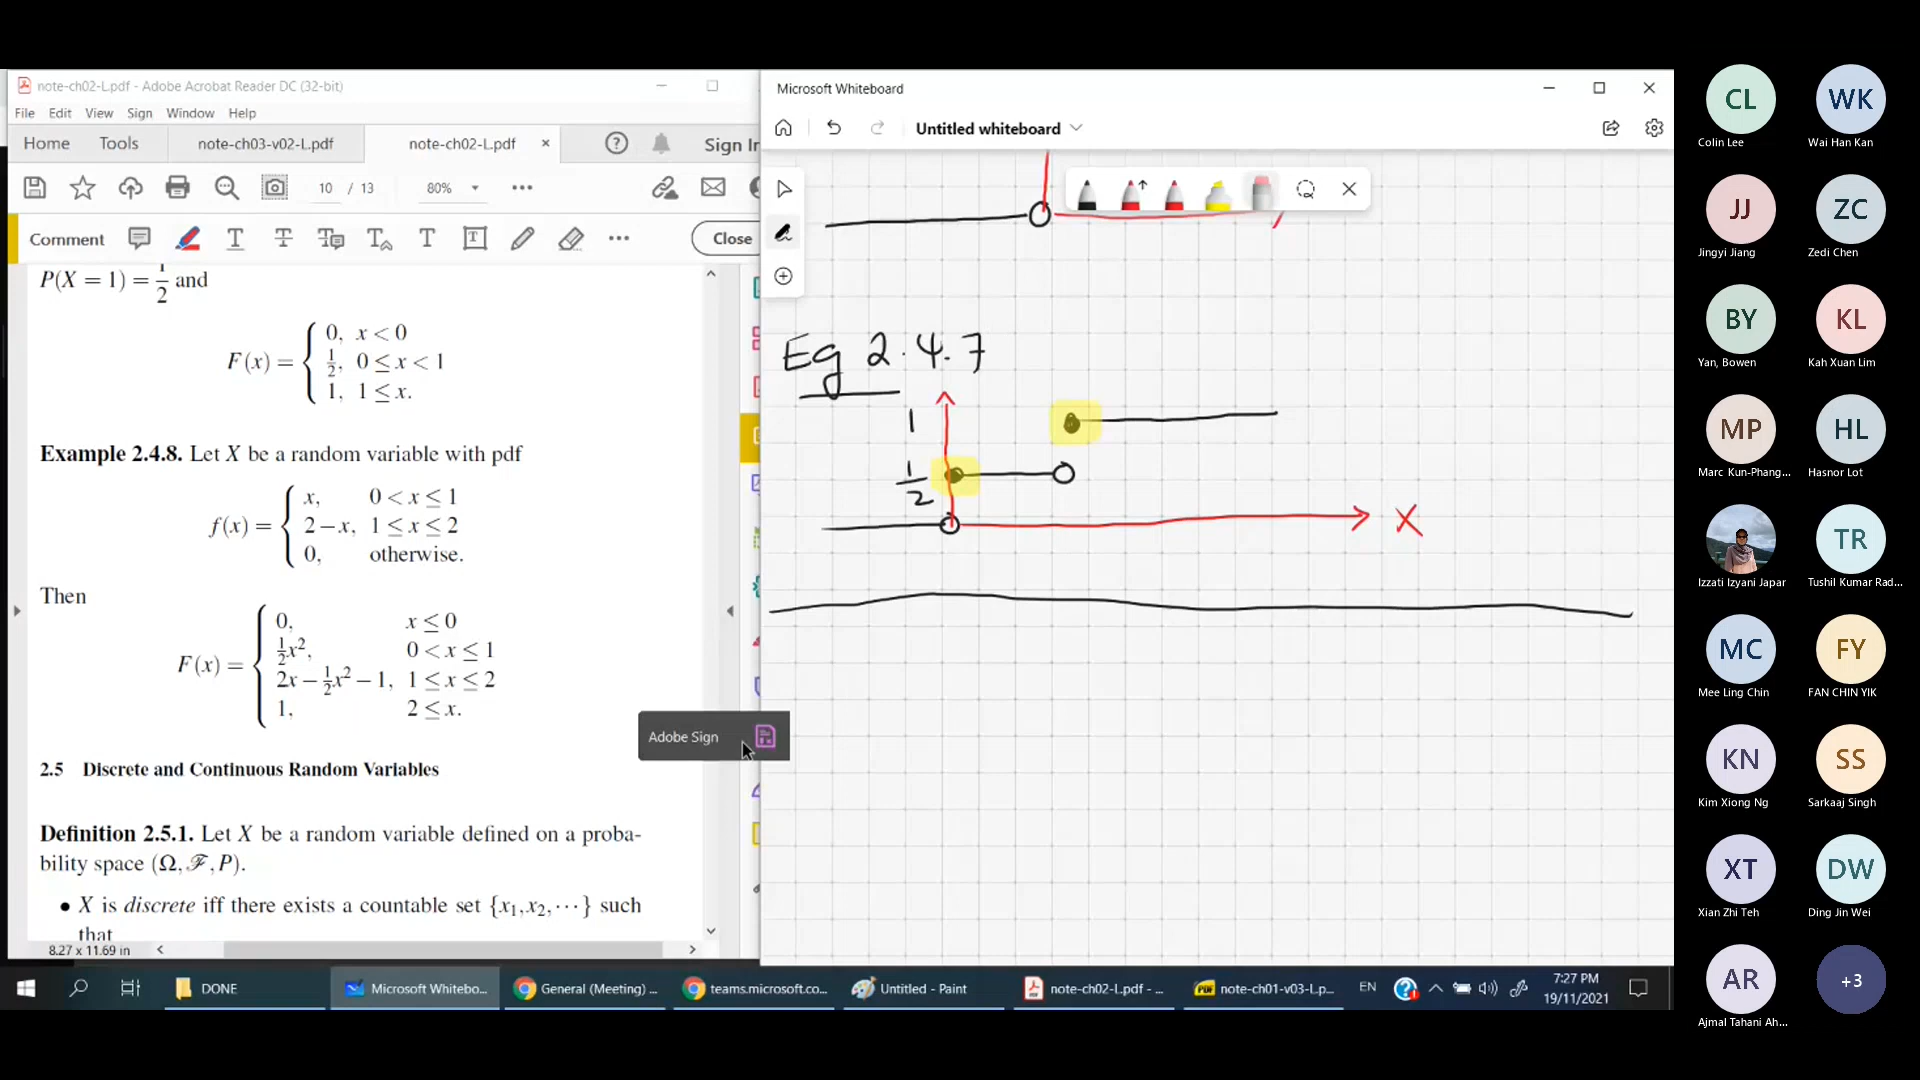 note-ch02-L.pdf - Adobe Acrobat Reader DC (32-bit)
File Edit View Sign Window Help
Home Tools note-ch03-v02-L.pdf note-ch02-L.pdf × Sign In
10 / 13 80%
Comment Close
P(X = 1) = 1/2 and
F(x) = { 0, x < 0
1/2, 0 ≤ x < 1
1, 1 ≤ x.
Example 2.4.8. Let X be a random variable with pdf
f(x) = { x, 0 < x ≤ 1
2 − x, 1 ≤ x ≤ 2
0, otherwise.
Then
F(x) = { 0, x ≤ 0
1/2x², 0 < x ≤ 1
2x − 1/2x² − 1, 1 ≤ x ≤ 2
1, 2 ≤ x.
Adobe Sign
2.5 Discrete and Continuous Random Variables
Definition 2.5.1. Let X be a random variable defined on a proba-
bility space (Ω, ℱ, P).
• X is discrete iff there exists a countable set {x₁, x₂, ⋯} such
that
8.27 x 11.69 in
Microsoft Whiteboard
Untitled whiteboard
Eg 2.4.7
1
1/2
X
CL
Colin Lee
WK
Wai Han Kan
JJ
Jingyi Jiang
ZC
Zedi Chen
BY
Yan, Bowen
KL
Kah Xuan Lim
MP
Marc Kun-Phang...
HL
Hasnor Lot
Izzati Izyani Japar
TR
Tushil Kumar Rad...
MC
Mee Ling Chin
FY
FAN CHIN YIK
KN
Kim Xiong Ng
SS
Sarkaaj Singh
XT
Xian Zhi Teh
DW
Ding Jin Wei
AR
Ajmal Tahani Ah...
+3
DONE
Microsoft Whitebo...
General (Meeting) ...
teams.microsoft.co...
Untitled - Paint
note-ch02-L.pdf - ...
note-ch01-v03-L.p...
EN
7:27 PM
19/11/2021